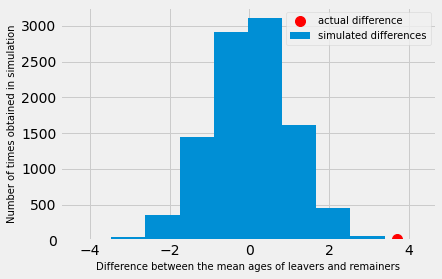 actual difference
simulated differences
3000
2500
2000
1500
1000
500
0
−4 −2 0 2 4
Number of times obtained in simulation
Difference between the mean ages of leavers and remainers